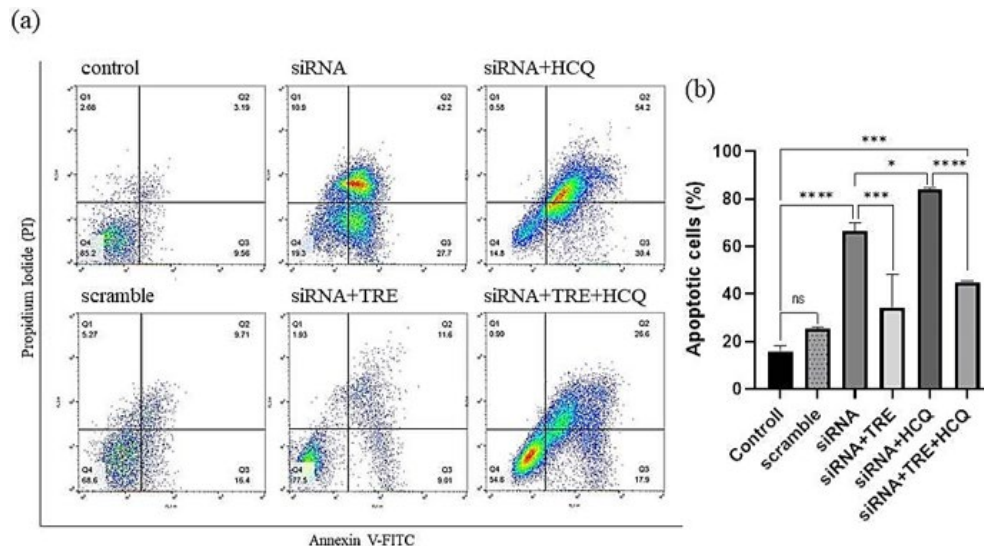 (a)
control
Q1
2.08
Q2
3.19
Q4
85.2
Q3
9.56
siRNA
Q1
10.9
Q2
42.2
Q4
19.3
Q3
27.7
siRNA+HCQ
Q1
0.58
Q2
54.2
Q4
14.8
Q3
30.4
scramble
Q1
5.27
Q2
9.71
Q4
68.6
Q3
16.4
siRNA+TRE
Q1
1.93
Q2
11.6
Q4
77.5
Q3
9.01
siRNA+TRE+HCQ
Q1
0.90
Q2
26.6
Q4
54.6
Q3
17.9
Propidium Iodide (PI)
Annexin V-FITC
(b)
***
* ****
**** ***
ns
Apoptotic cells (%)
100
80
60
40
20
0
Controll
scramble
siRNA
siRNA+TRE
siRNA+HCQ
siRNA+TRE+HCQ